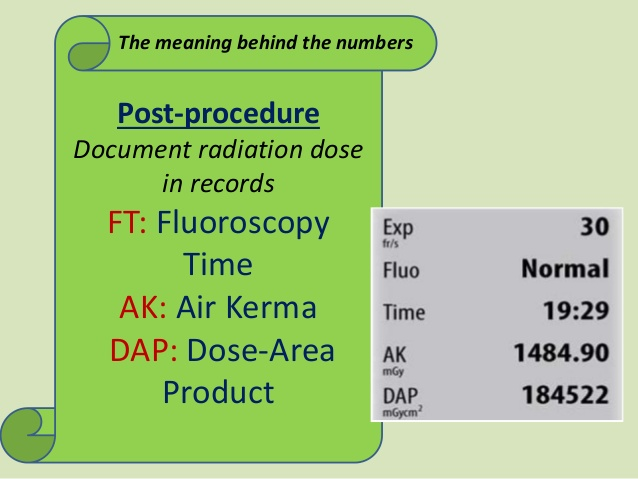 The meaning behind the numbers
Post-procedure
Document radiation dose
in records
FT: Fluoroscopy
Time
AK: Air Kerma
DAP: Dose-Area
Product
Exp 30
fr/s
Fluo Normal
Time 19:29
AK 1484.90
mGy
DAP 184522
mGycm²